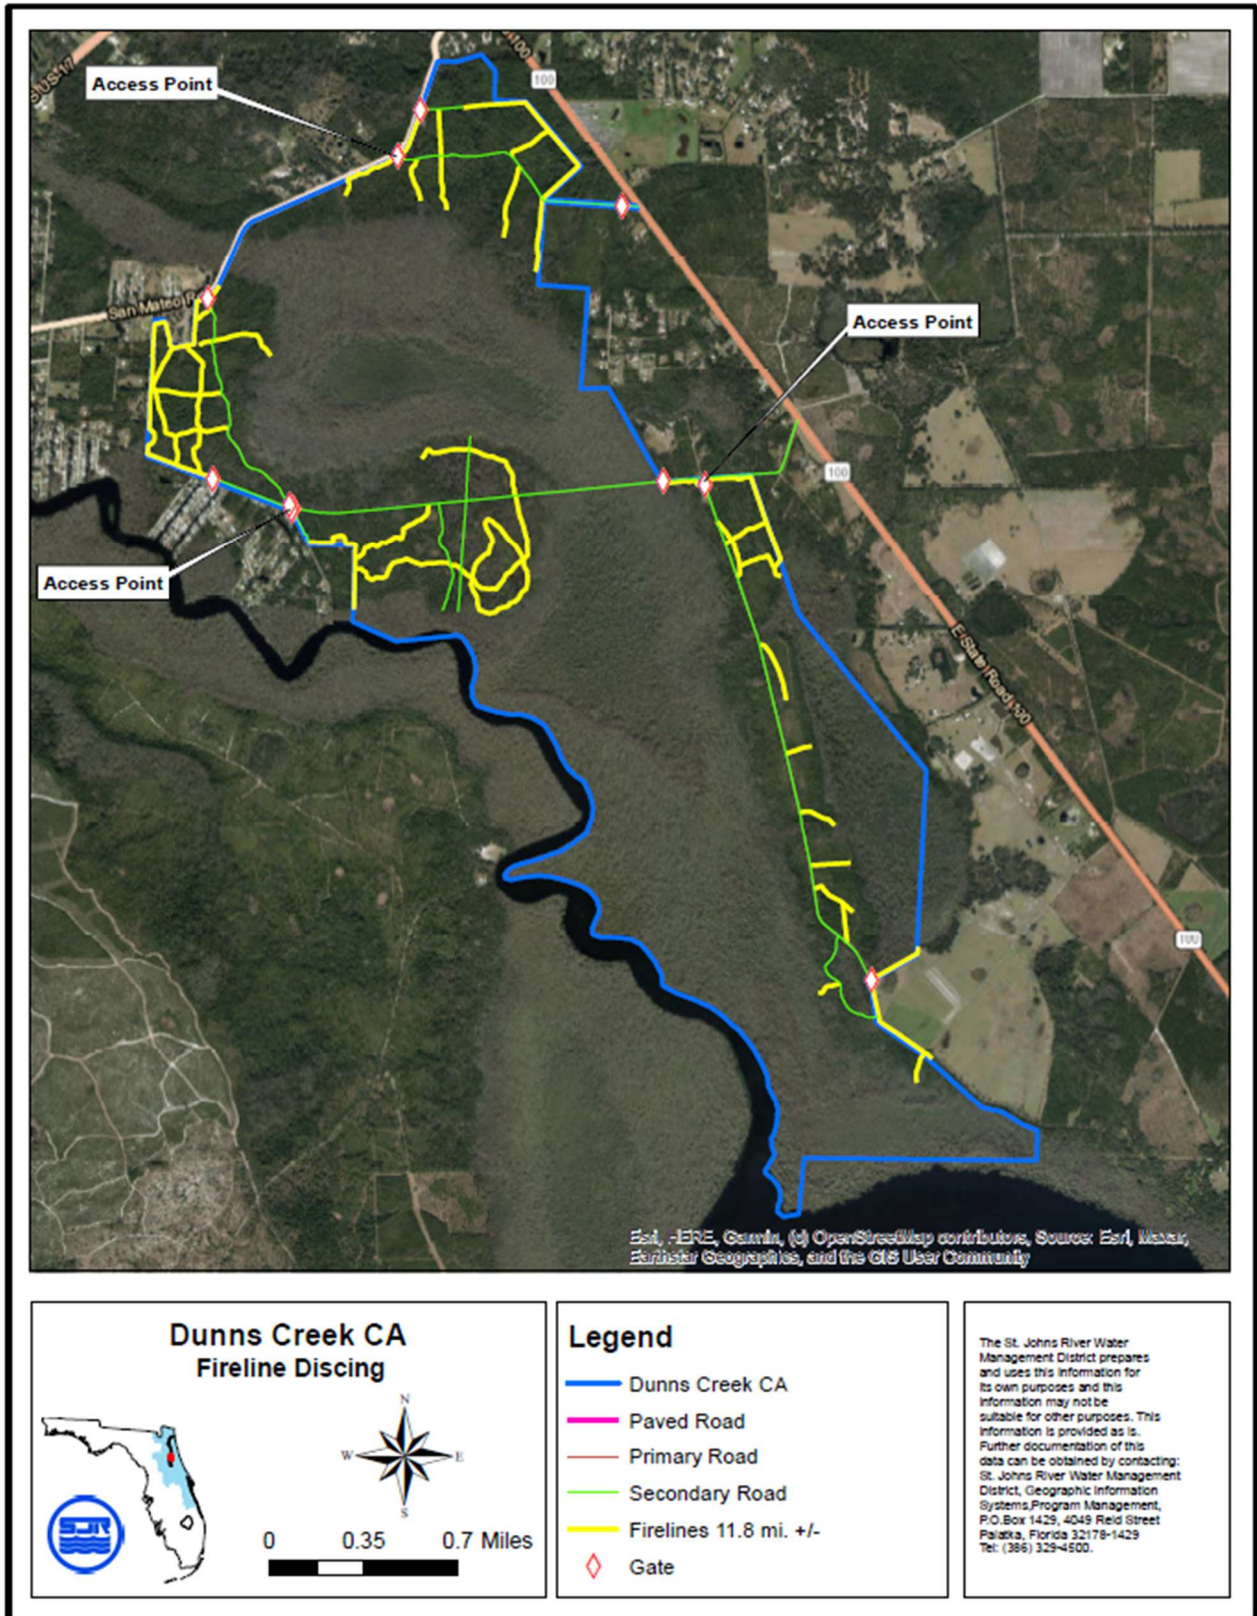 100
100
US 17
Access Point
100
San Mateo R
Access Point
100
Access Point
E State Road 100
100
Esri, HERE, Garmin, (c) OpenStreetMap contributors, Source: Esri, Maxar,
Earthstar Geographics, and the GIS User Community
Dunns Creek CA
Fireline Discing
N
W
E
S
SJR
0 0.35 0.7 Miles
Legend
Dunns Creek CA
Paved Road
Primary Road
Secondary Road
Firelines 11.8 mi. +/-
Gate
The St. Johns River Water
Management District prepares
and uses this information for
its own purposes and this
information may not be
suitable for other purposes. This
information is provided as is.
Further documentation of this
data can be obtained by contacting:
St. Johns River Water Management
District, Geographic Information
Systems,Program Management,
P.O.Box 1429, 4049 Reid Street
Palatka, Florida 32178-1429
Tel: (386) 329-4500.